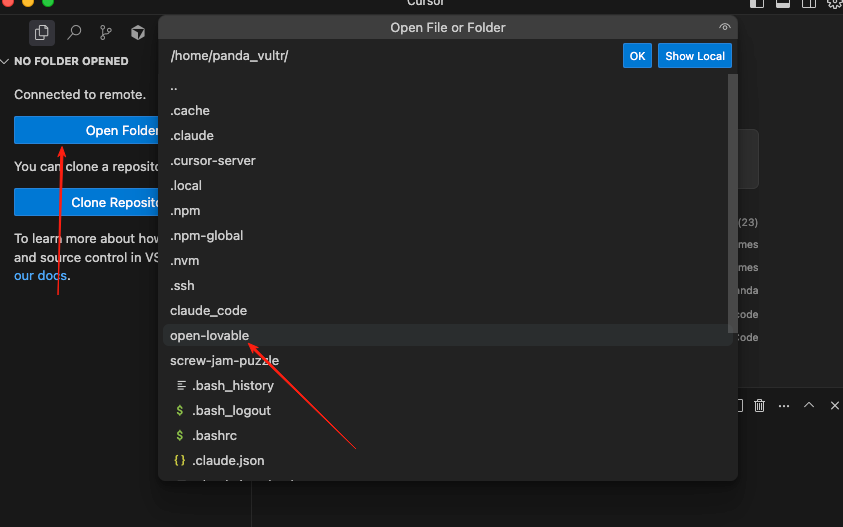 Cursor
Open File or Folder
NO FOLDER OPENED
/home/panda_vultr/
OK
Show Local
Connected to remote.
..
.cache
Open Folder
.claude
You can clone a reposito
.cursor-server
.local
Clone Reposito
.npm
To learn more about how
.npm-global
and source control in VS
.nvm
our docs.
.ssh
claude_code
open-lovable
screw-jam-puzzle
.bash_history
$ .bash_logout
$ .bashrc
{} .claude.json
(23)
mes
mes
anda
code
Code